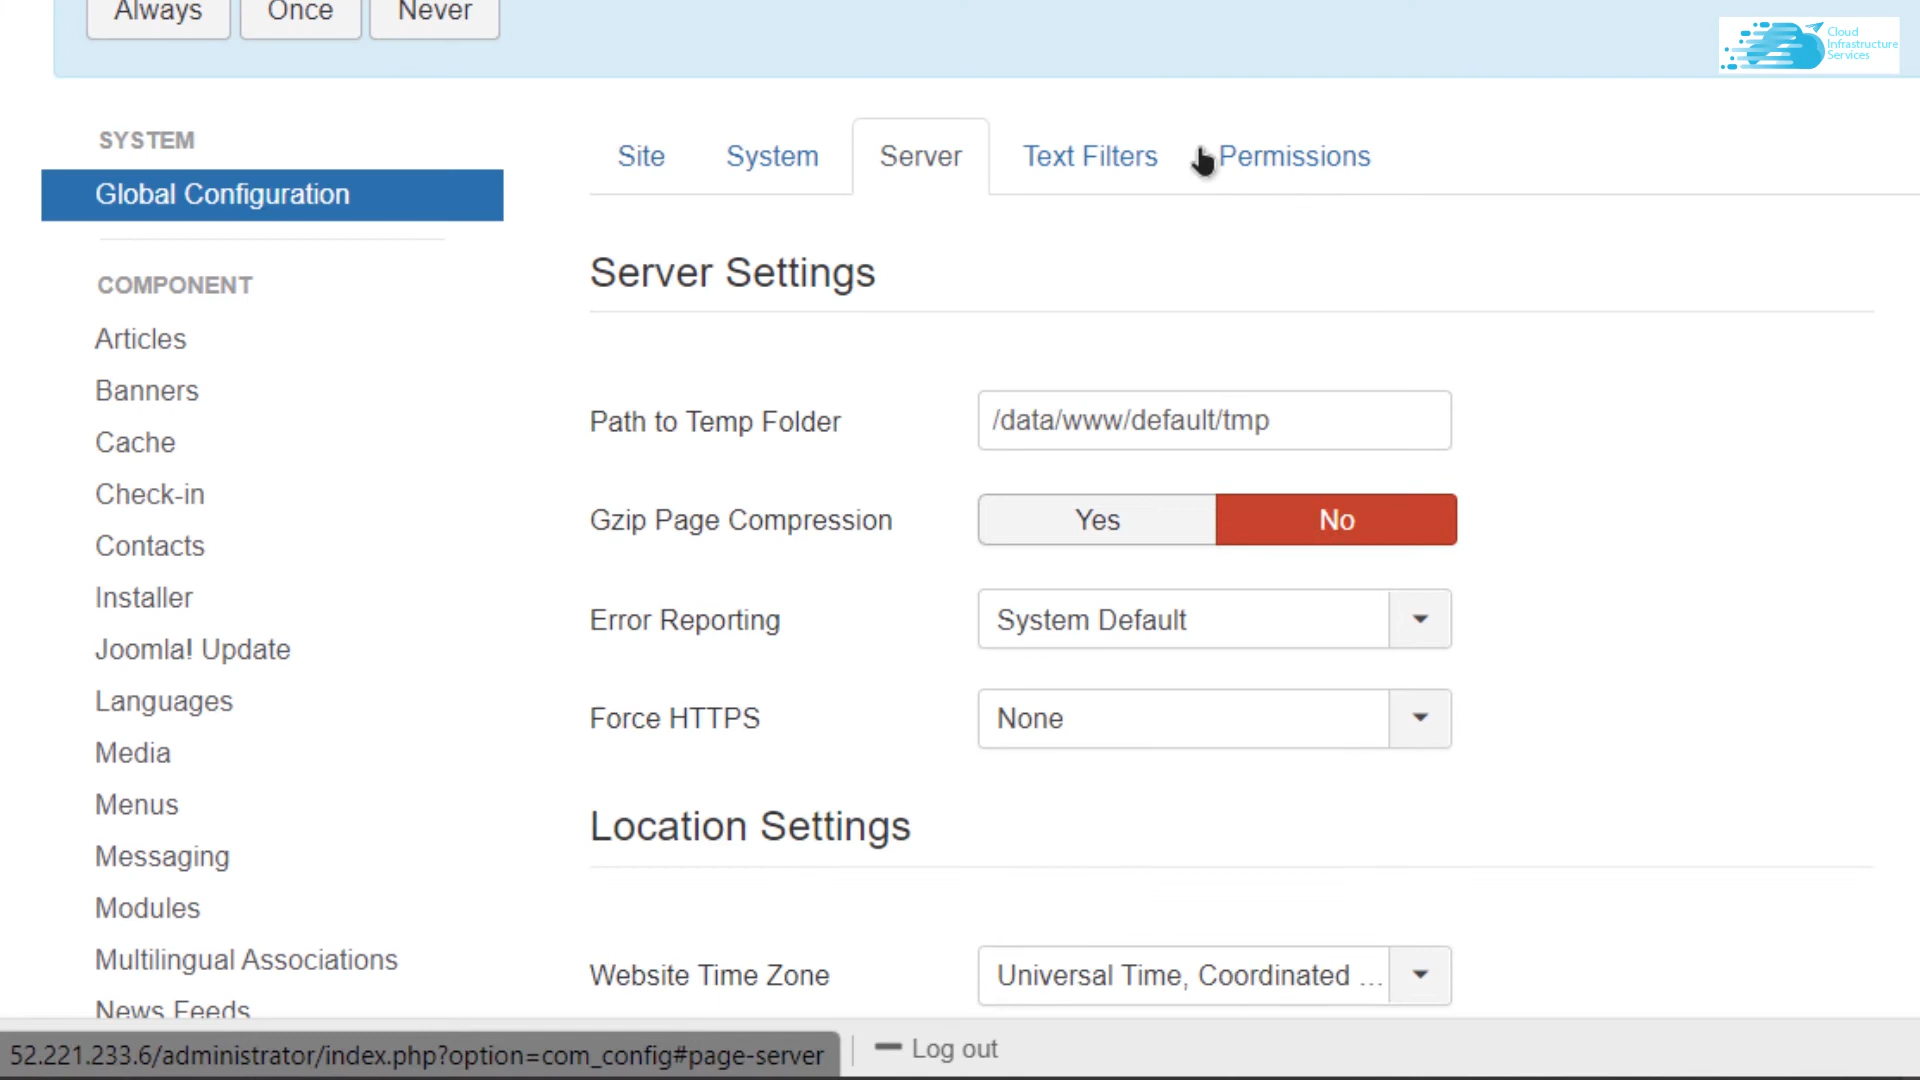 Always Once Never
Cloud
Infrastructure
Services
SYSTEM
Global Configuration
COMPONENT
Articles
Banners
Cache
Check-in
Contacts
Installer
Joomla! Update
Languages
Media
Menus
Messaging
Modules
Multilingual Associations
News Feeds
Site System Server Text Filters Permissions
Server Settings
Path to Temp Folder /data/www/default/tmp
Gzip Page Compression Yes No
Error Reporting System Default
Force HTTPS None
Location Settings
Website Time Zone Universal Time, Coordinated ...
52.221.233.6/administrator/index.php?option=com_config#page-server
Log out